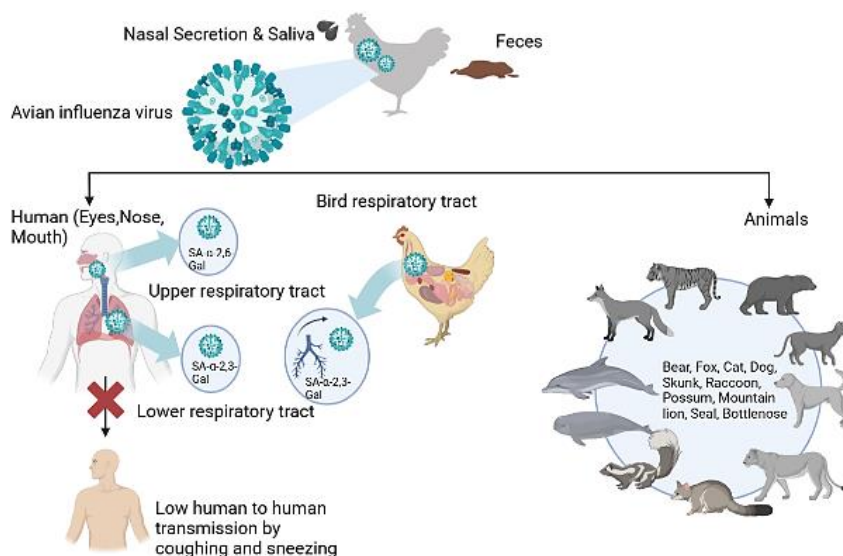 Nasal Secretion & Saliva
Feces
Avian influenza virus
Human (Eyes,Nose,
Mouth)
SA-α-2,6
Gal
Upper respiratory tract
SA-α-2,3-
Gal
Lower respiratory tract
Low human to human
transmission by
coughing and sneezing
Bird respiratory tract
SA-α-2,3-
Gal
Animals
Bear, Fox, Cat, Dog,
Skunk, Raccoon,
Possum, Mountain
lion, Seal, Bottlenose